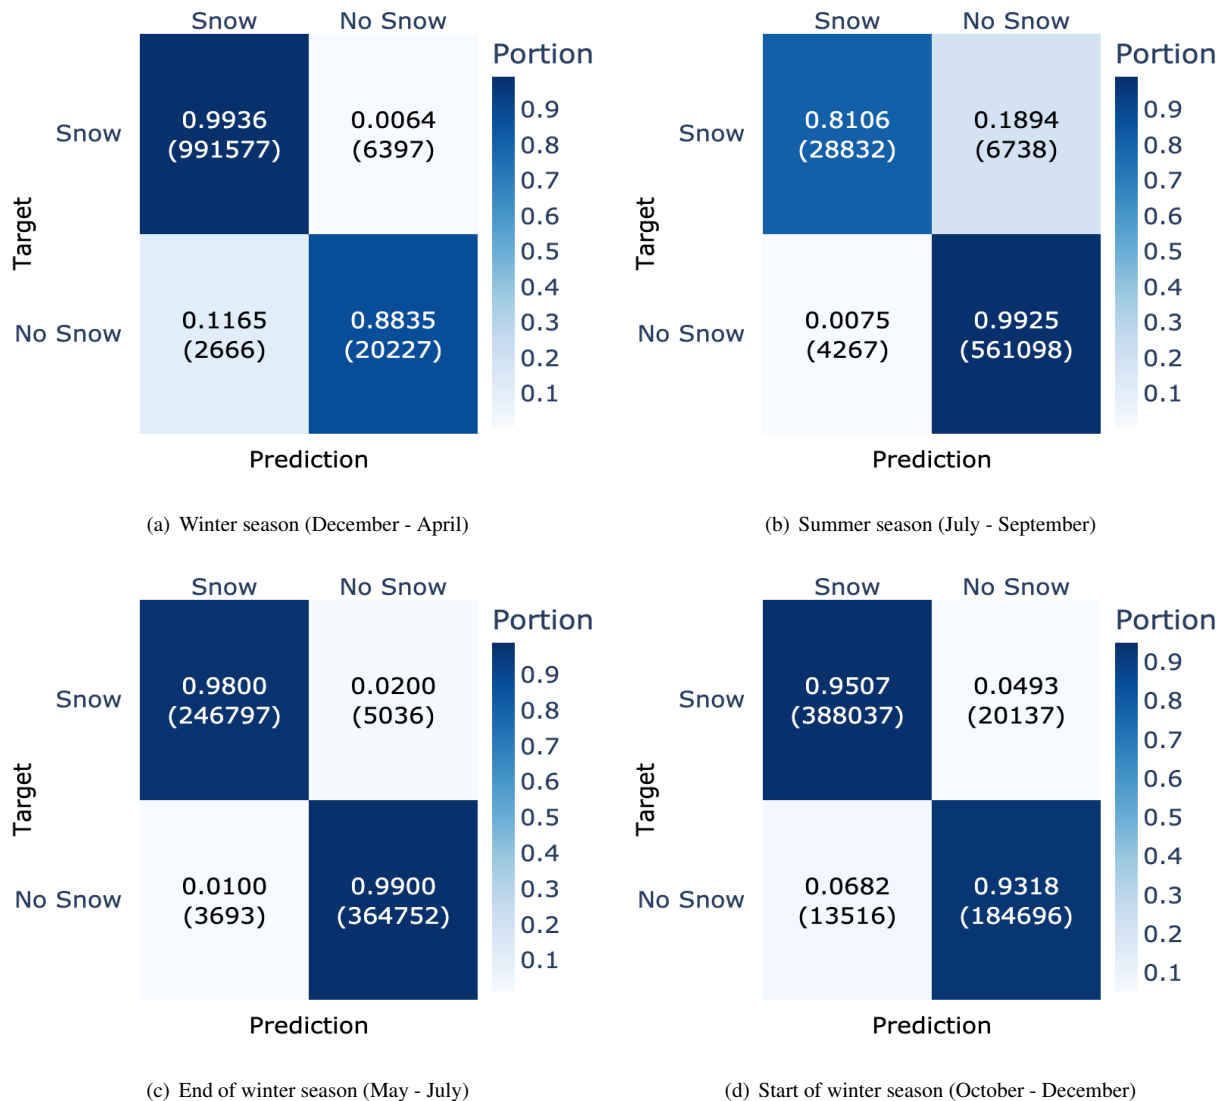 Snow No Snow
Portion
Target
Snow
0.9936 0.0064
(991577) (6397)
No Snow
0.1165 0.8835
(2666) (20227)
0.9
0.8
0.7
0.6
0.5
0.4
0.3
0.2
0.1
Prediction
(a) Winter season (December - April)
Snow No Snow
Portion
Target
Snow
0.8106 0.1894
(28832) (6738)
No Snow
0.0075 0.9925
(4267) (561098)
0.9
0.8
0.7
0.6
0.5
0.4
0.3
0.2
0.1
Prediction
(b) Summer season (July - September)
Snow No Snow
Portion
Target
Snow
0.9800 0.0200
(246797) (5036)
No Snow
0.0100 0.9900
(3693) (364752)
0.9
0.8
0.7
0.6
0.5
0.4
0.3
0.2
0.1
Prediction
(c) End of winter season (May - July)
Snow No Snow
Portion
Target
Snow
0.9507 0.0493
(388037) (20137)
No Snow
0.0682 0.9318
(13516) (184696)
0.9
0.8
0.7
0.6
0.5
0.4
0.3
0.2
0.1
Prediction
(d) Start of winter season (October - December)